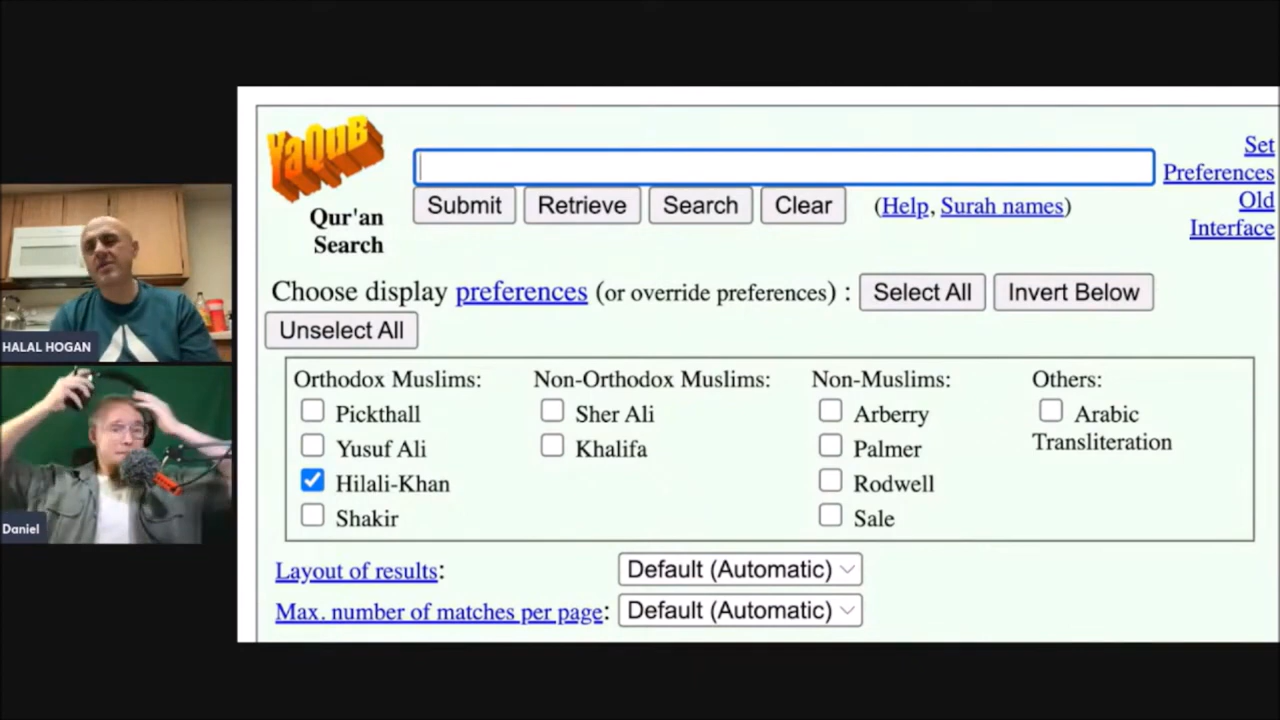 YaQuB
Qur'an
Search
Submit Retrieve Search Clear (Help, Surah names)
Set
Preferences
Old
Interface
Choose display preferences (or override preferences) : Select All Invert Below
Unselect All
Orthodox Muslims: Non-Orthodox Muslims: Non-Muslims: Others:
Pickthall Sher Ali Arberry Arabic
Yusuf Ali Khalifa Palmer Transliteration
Hilali-Khan Rodwell
Shakir Sale
Layout of results: Default (Automatic)
Max. number of matches per page: Default (Automatic)
HALAL HOGAN
Daniel